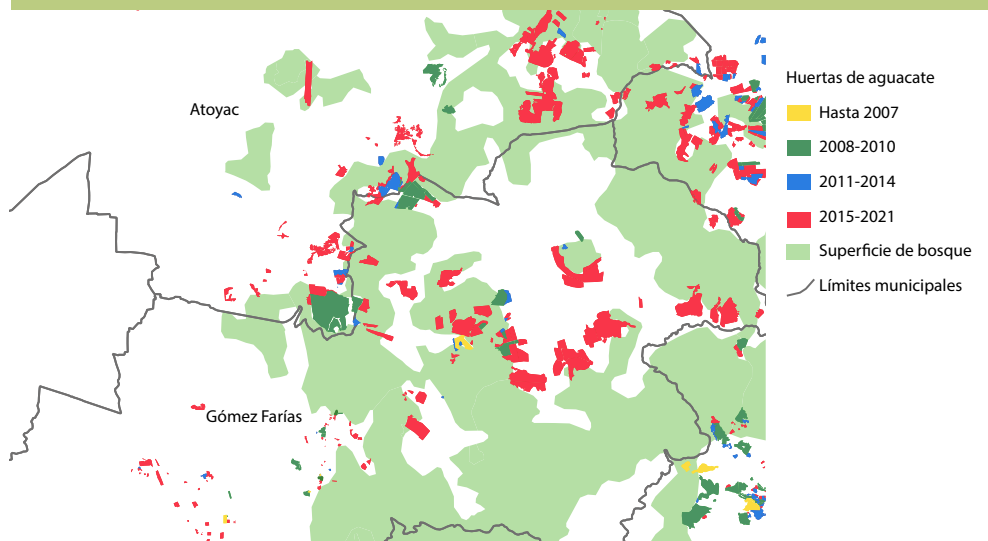 Atoyac
Gómez Farías
Huertas de aguacate
Hasta 2007
2008-2010
2011-2014
2015-2021
Superficie de bosque
Límites municipales